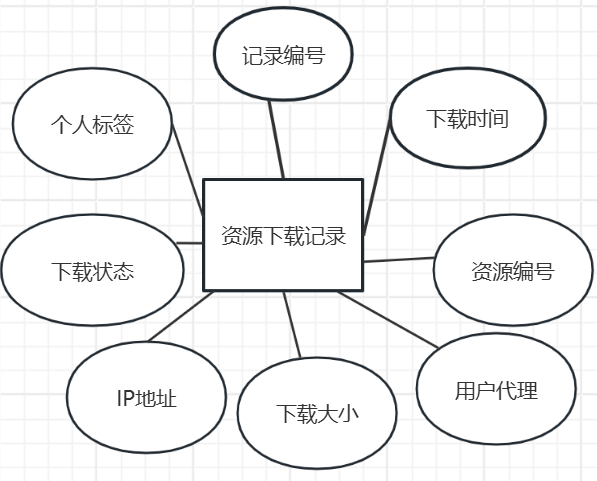 记录编号
个人标签
下载时间
资源下载记录
下载状态
资源编号
IP地址
下载大小
用户代理